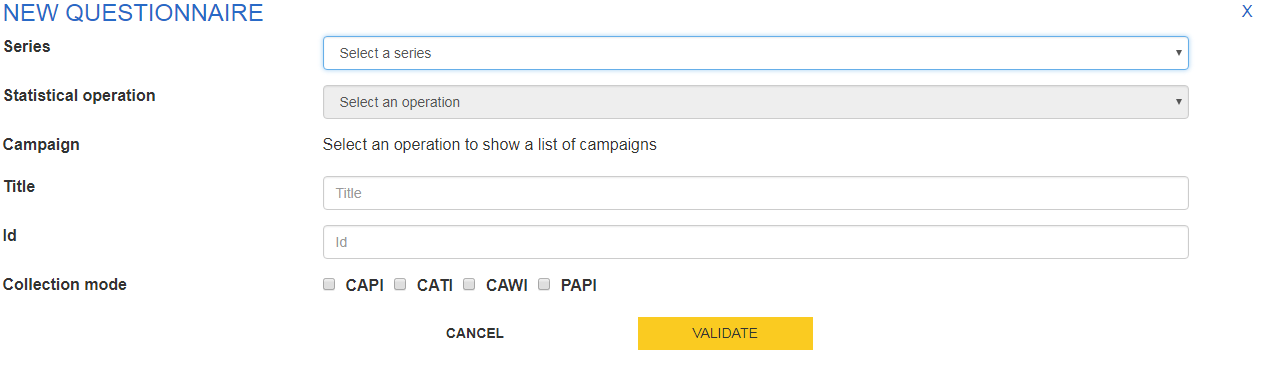 NEW QUESTIONNAIRE X
Series Select a series
Statistical operation Select an operation
Campaign Select an operation to show a list of campaigns
Title Title
Id Id
Collection mode CAPI CATI CAWI PAPI
CANCEL VALIDATE